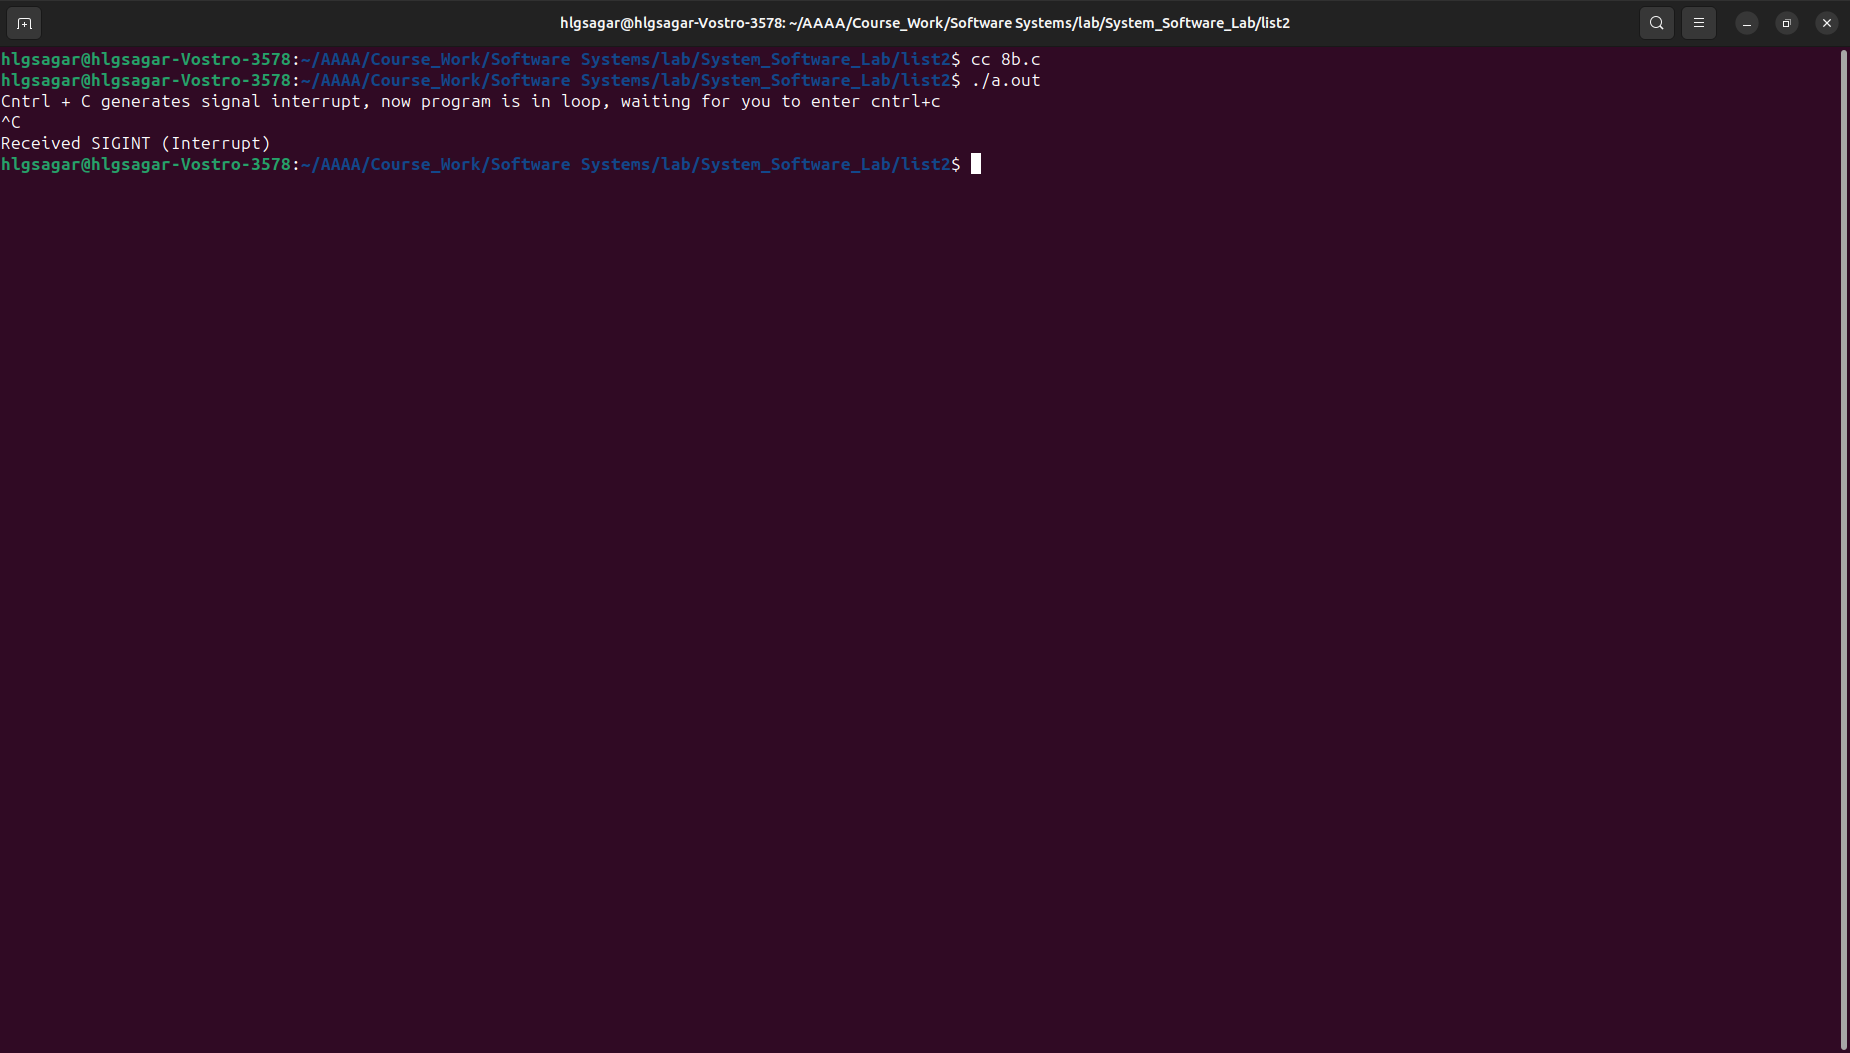 hlgsagar@hlgsagar-Vostro-3578: ~/AAAA/Course_Work/Software Systems/lab/System_Software_Lab/list2
hlgsagar@hlgsagar-Vostro-3578:~/AAAA/Course_Work/Software Systems/lab/System_Software_Lab/list2$ cc 8b.c
hlgsagar@hlgsagar-Vostro-3578:~/AAAA/Course_Work/Software Systems/lab/System_Software_Lab/list2$ ./a.out
Cntrl + C generates signal interrupt, now program is in loop, waiting for you to enter cntrl+c
^C
Received SIGINT (Interrupt)
hlgsagar@hlgsagar-Vostro-3578:~/AAAA/Course_Work/Software Systems/lab/System_Software_Lab/list2$